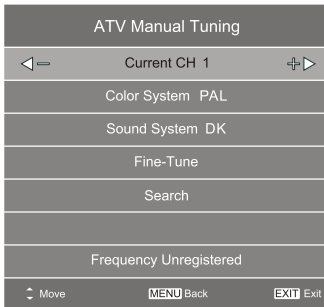 ATV Manual Tuning
Current CH 1
Color System PAL
Sound System DK
Fine-Tune
Search
Frequency Unregistered
Move MENU Back EXIT Exit